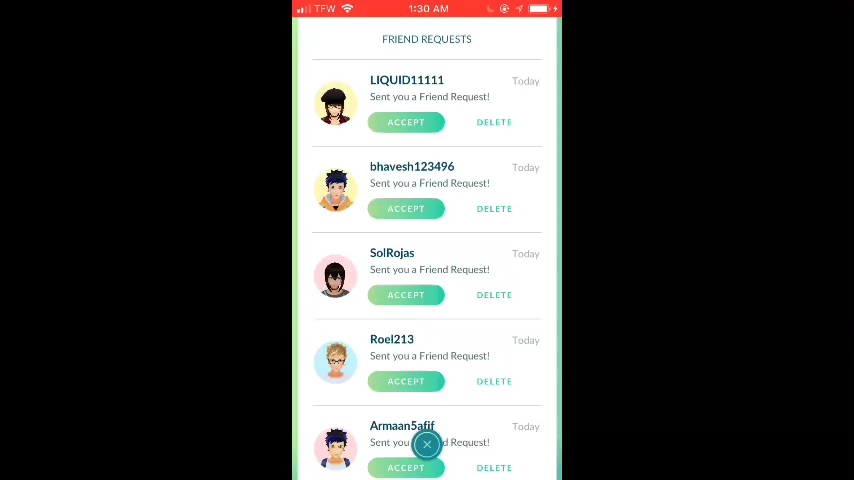 TFW 1:30 AM
FRIEND REQUESTS
LIQUID11111 Today
Sent you a Friend Request!
ACCEPT DELETE
bhavesh123496 Today
Sent you a Friend Request!
ACCEPT DELETE
SolRojas Today
Sent you a Friend Request!
ACCEPT DELETE
Roel213 Today
Sent you a Friend Request!
ACCEPT DELETE
Armaan5afif Today
Sent you d Request!
ACCEPT DELETE